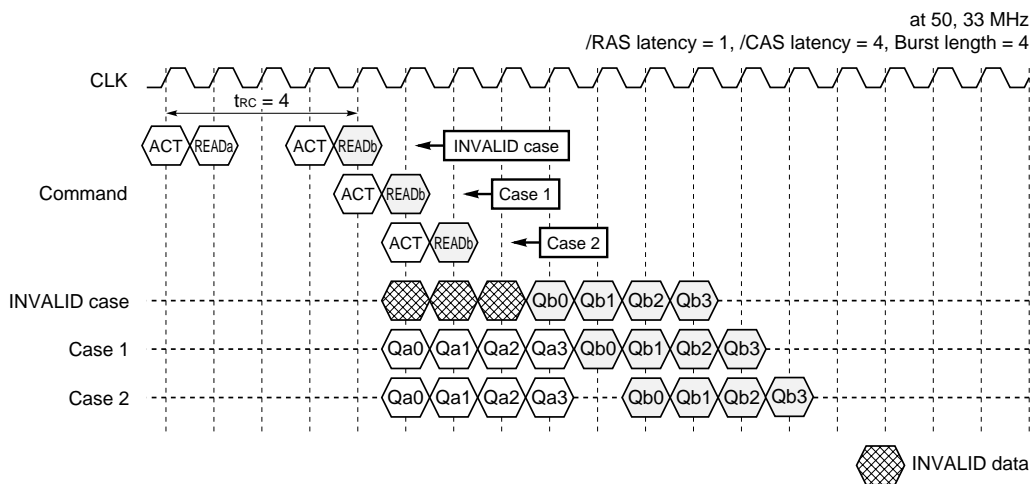 at 50, 33 MHz
/RAS latency = 1, /CAS latency = 4, Burst length = 4
CLK
tRC = 4
ACT READa ACT READb INVALID case
Command ACT READb Case 1
ACT READb Case 2
INVALID case Qb0 Qb1 Qb2 Qb3
Case 1 Qa0 Qa1 Qa2 Qa3 Qb0 Qb1 Qb2 Qb3
Case 2 Qa0 Qa1 Qa2 Qa3 Qb0 Qb1 Qb2 Qb3
INVALID data